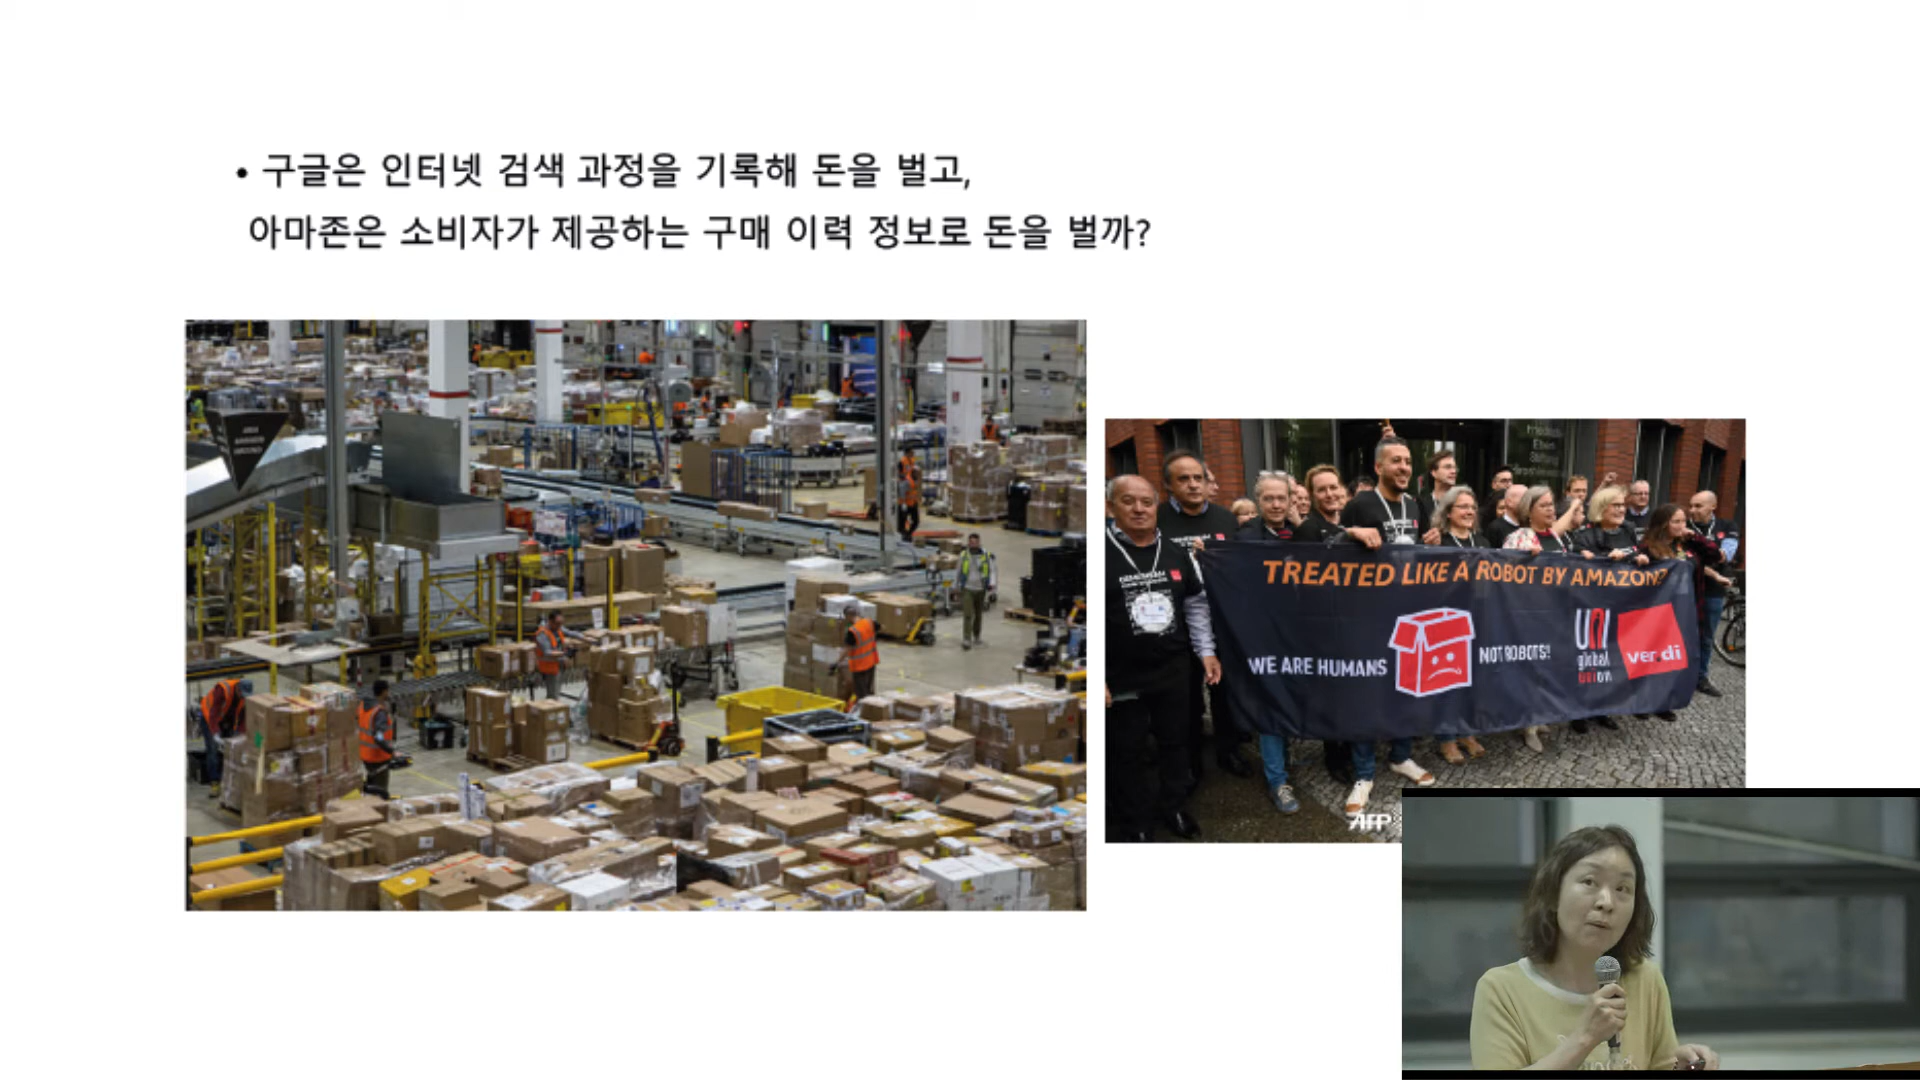 • 구글은 인터넷 검색 과정을 기록해 돈을 벌고,
아마존은 소비자가 제공하는 구매 이력 정보로 돈을 벌까?
TREATED LIKE A ROBOT BY AMAZON?
WE ARE HUMANS
NOT ROBOTS!
UNI
global
union
ver.di
AFP